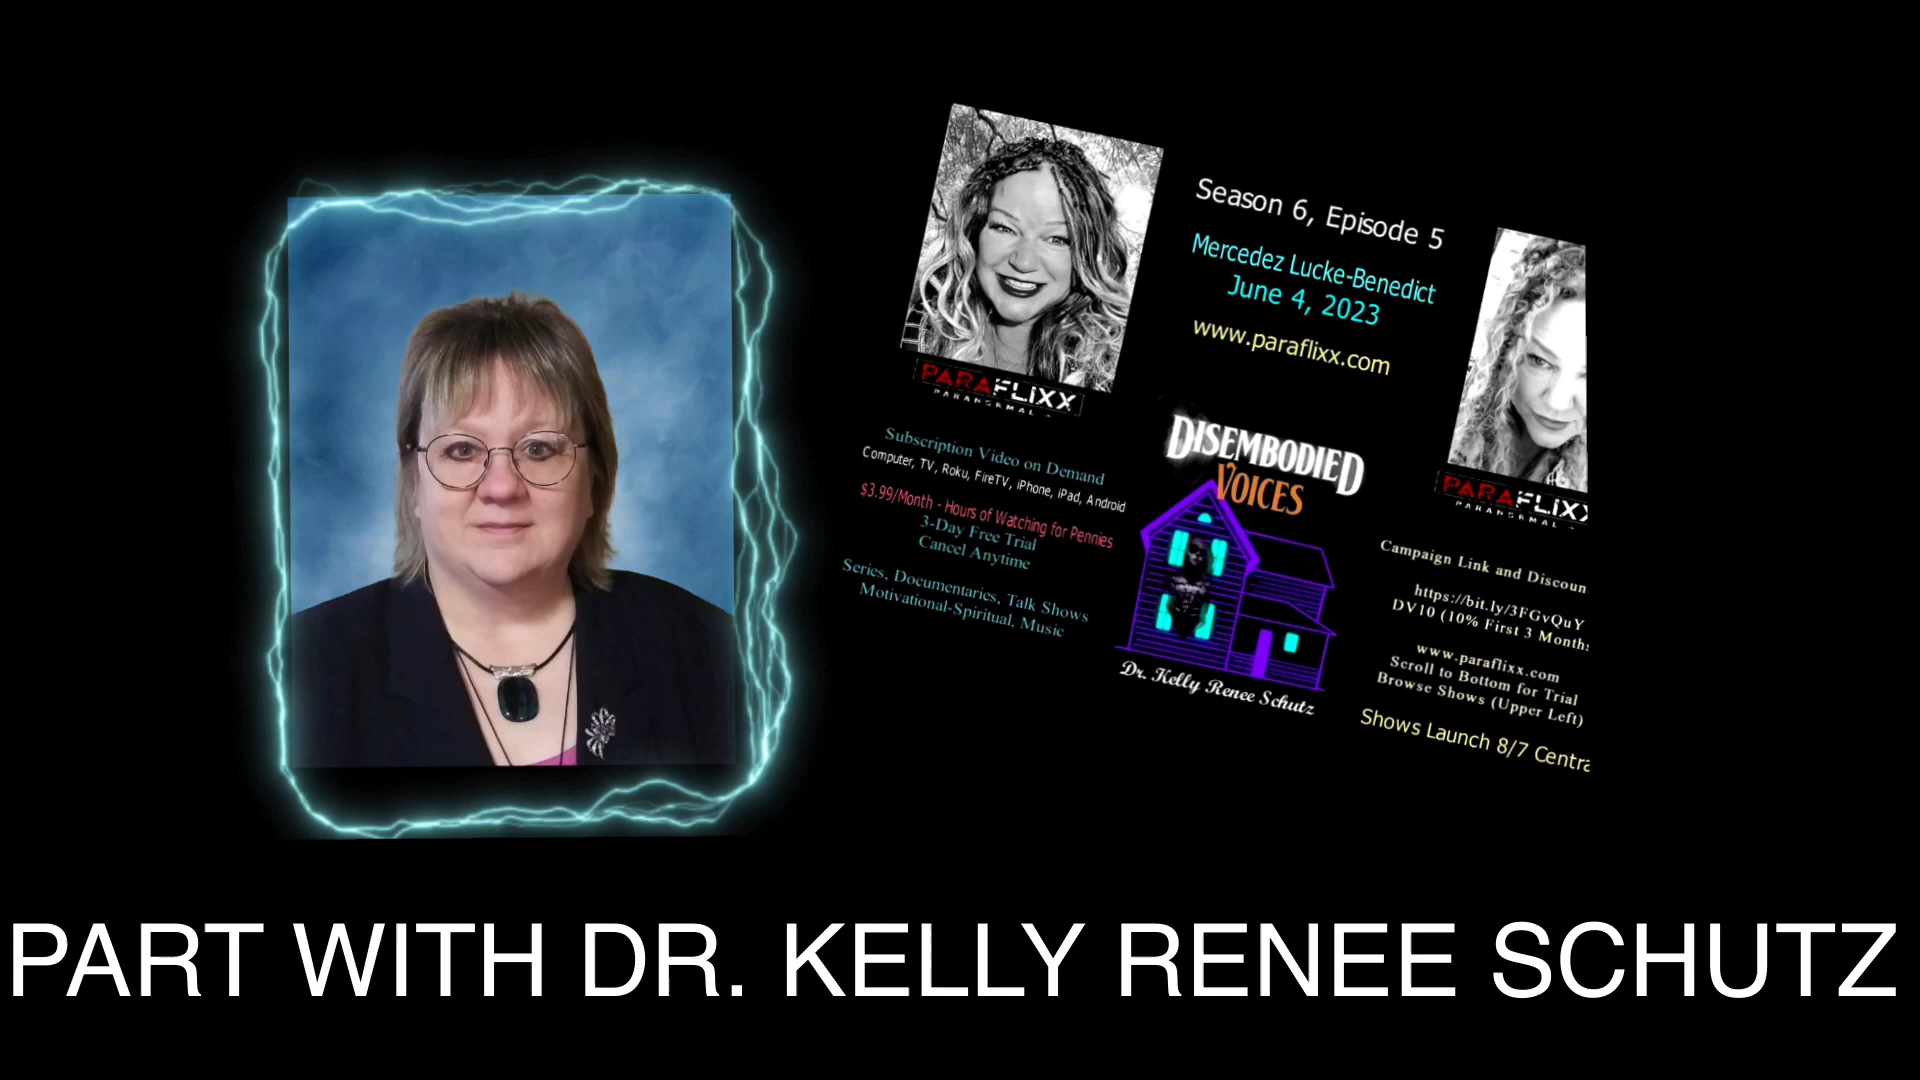 Season 6, Episode 5
Mercedez Lucke-Benedict
June 4, 2023
www.paraflixx.com
PARAFLIXX
PARANORMAL +
Subscription Video on Demand
Computer, TV, Roku, FireTV, iPhone, iPad, Android
$3.99/Month - Hours of Watching for Pennies
3-Day Free Trial
Cancel Anytime
Series, Documentaries, Talk Shows
Motivational-Spiritual, Music
DISEMBODIED
VOICES
Dr. Kelly Renee Schutz
PARAFLIXX
PARANORMAL +
Campaign Link and Discoun
https://bit.ly/3FGvQuY
DV10 (10% First 3 Months
www.paraflixx.com
Scroll to Bottom for Trial
Browse Shows (Upper Left)
Shows Launch 8/7 Centra
PART WITH DR. KELLY RENEE SCHUTZ